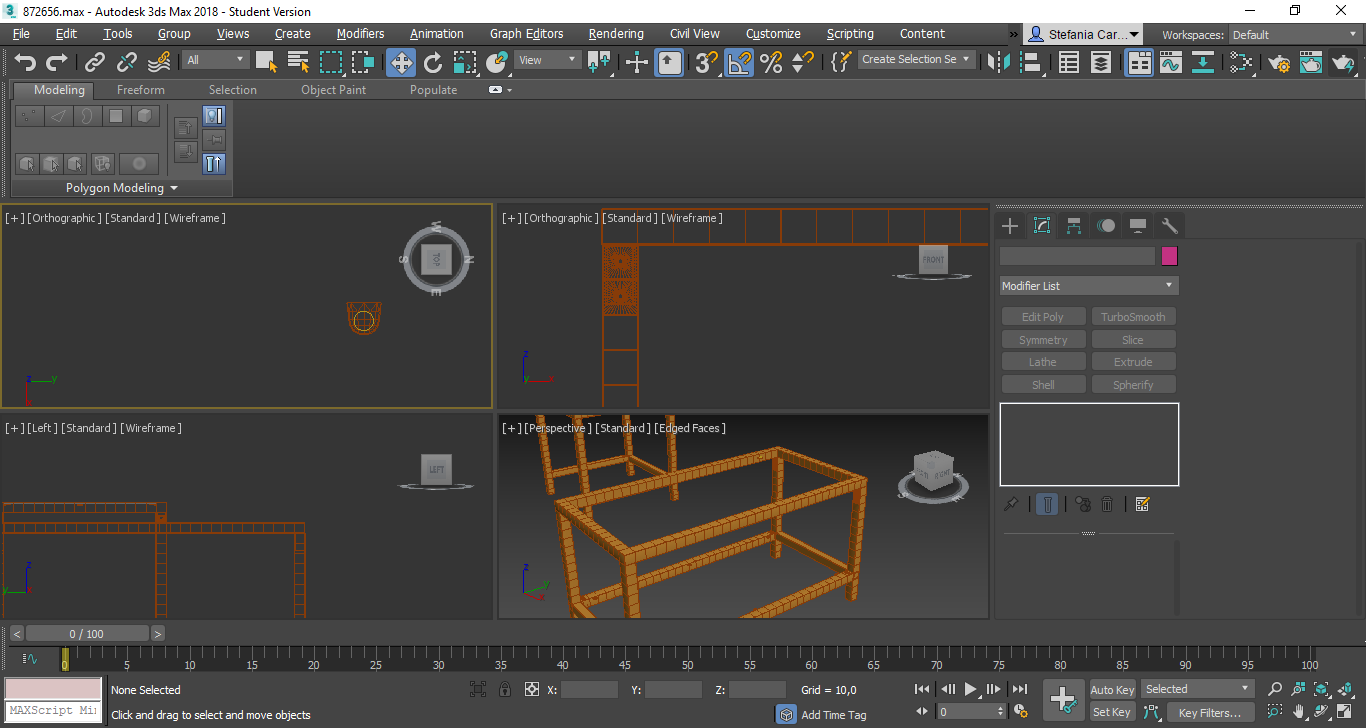 872656.max - Autodesk 3ds Max 2018 - Student Version
File Edit Tools Group Views Create Modifiers Animation Graph Editors Rendering Civil View Customize Scripting Content » Stefania Car... Workspaces: Default
All View Create Selection Se
Modeling Freeform Selection Object Paint Populate
Polygon Modeling
[+] [Orthographic] [Standard] [Wireframe]
W
S TOP N
E
[+] [Orthographic] [Standard] [Wireframe]
FRONT
z
y x
z y
Modifier List
Edit Poly TurboSmooth
Symmetry Slice
Lathe Extrude
Shell Spherify
[+] [Left] [Standard] [Wireframe]
LEFT
z
y
[+] [Perspective] [Standard] [Edged Faces]
FRONT
S E
z
y
x
< 0 / 100 >
0 5 10 15 20 25 30 35 40 45 50 55 60 65 70 75 80 85 90 95 100
None Selected X: Y: Z: Grid = 10,0 Auto Key Selected
MAXScript Mi
Click and drag to select and move objects Add Time Tag 0 Set Key Key Filters...